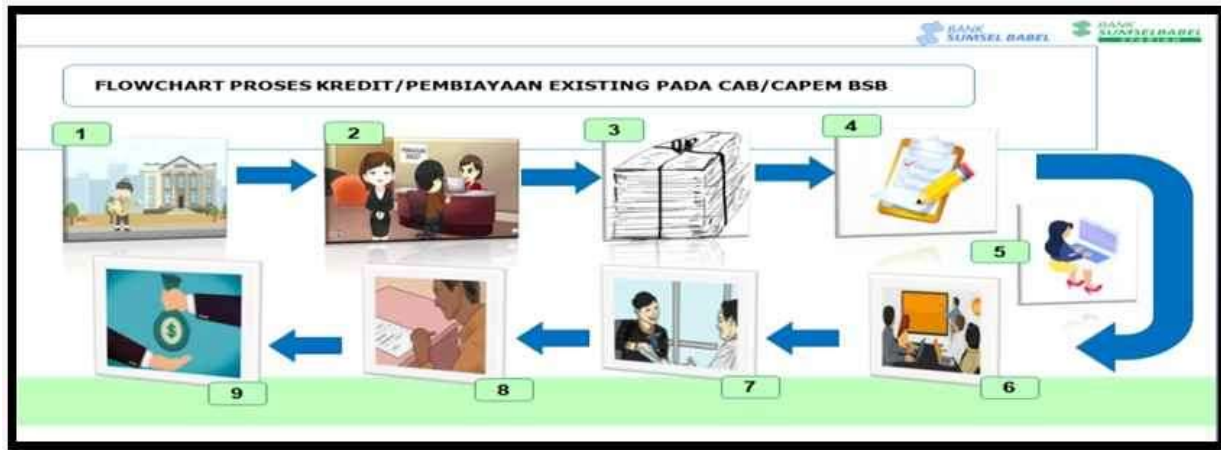 BANK
SUMSEL BABEL
BANK
SUMSELBABEL
SYARIAH
FLOWCHART PROSES KREDIT/PEMBIAYAAN EXISTING PADA CAB/CAPEM BSB
1
2
3
4
5
6
7
8
9